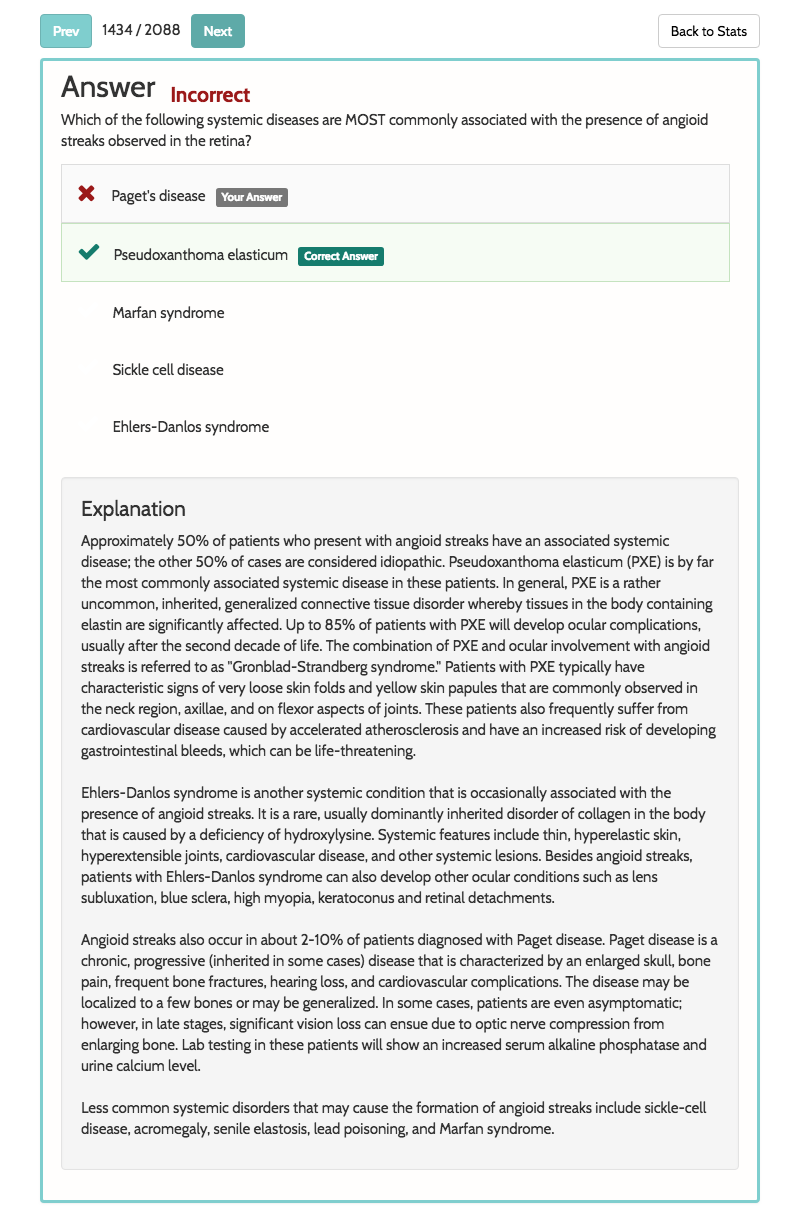 Prev 1434 / 2088 Next Back to Stats
Answer Incorrect
Which of the following systemic diseases are MOST commonly associated with the presence of angioid
streaks observed in the retina?
Paget's disease Your Answer
Pseudoxanthoma elasticum Correct Answer
Marfan syndrome
Sickle cell disease
Ehlers-Danlos syndrome
Explanation
Approximately 50% of patients who present with angioid streaks have an associated systemic
disease; the other 50% of cases are considered idiopathic. Pseudoxanthoma elasticum (PXE) is by far
the most commonly associated systemic disease in these patients. In general, PXE is a rather
uncommon, inherited, generalized connective tissue disorder whereby tissues in the body containing
elastin are significantly affected. Up to 85% of patients with PXE will develop ocular complications,
usually after the second decade of life. The combination of PXE and ocular involvement with angioid
streaks is referred to as "Gronblad-Strandberg syndrome." Patients with PXE typically have
characteristic signs of very loose skin folds and yellow skin papules that are commonly observed in
the neck region, axillae, and on flexor aspects of joints. These patients also frequently suffer from
cardiovascular disease caused by accelerated atherosclerosis and have an increased risk of developing
gastrointestinal bleeds, which can be life-threatening.
Ehlers-Danlos syndrome is another systemic condition that is occasionally associated with the
presence of angioid streaks. It is a rare, usually dominantly inherited disorder of collagen in the body
that is caused by a deficiency of hydroxylysine. Systemic features include thin, hyperelastic skin,
hyperextensible joints, cardiovascular disease, and other systemic lesions. Besides angioid streaks,
patients with Ehlers-Danlos syndrome can also develop other ocular conditions such as lens
subluxation, blue sclera, high myopia, keratoconus and retinal detachments.
Angioid streaks also occur in about 2-10% of patients diagnosed with Paget disease. Paget disease is a
chronic, progressive (inherited in some cases) disease that is characterized by an enlarged skull, bone
pain, frequent bone fractures, hearing loss, and cardiovascular complications. The disease may be
localized to a few bones or may be generalized. In some cases, patients are even asymptomatic;
however, in late stages, significant vision loss can ensue due to optic nerve compression from
enlarging bone. Lab testing in these patients will show an increased serum alkaline phosphatase and
urine calcium level.
Less common systemic disorders that may cause the formation of angioid streaks include sickle-cell
disease, acromegaly, senile elastosis, lead poisoning, and Marfan syndrome.